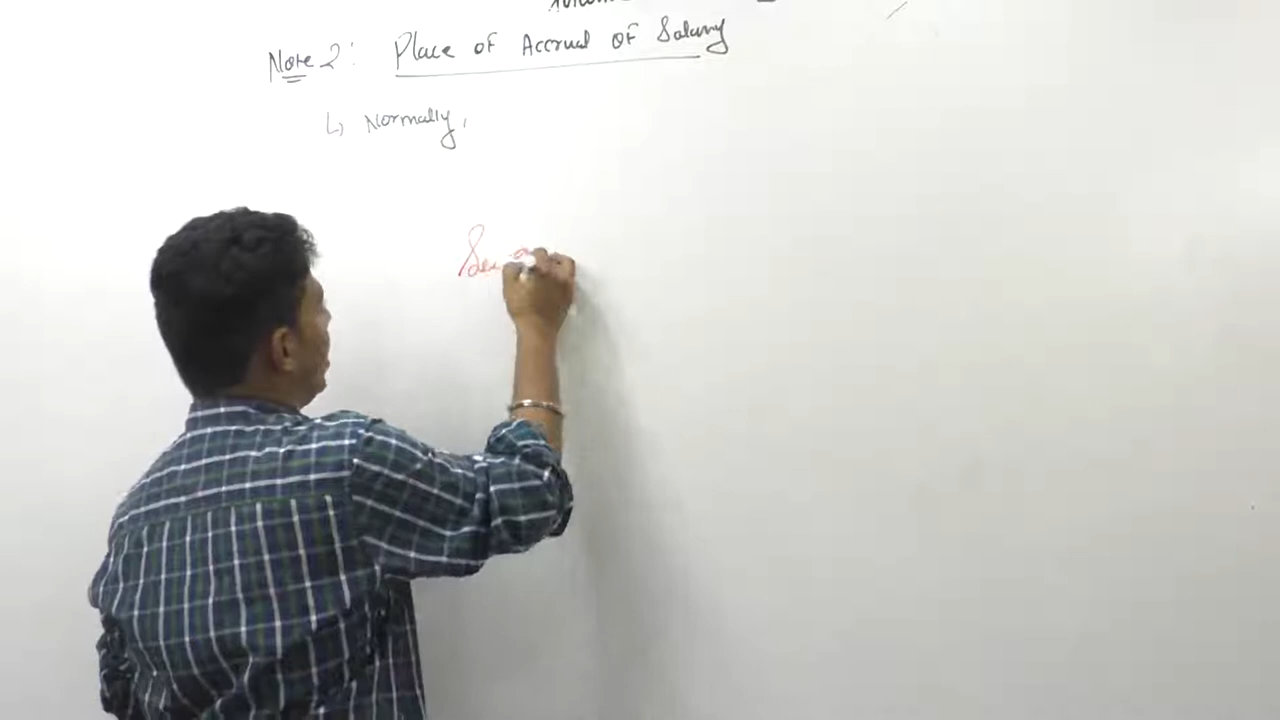 Note 2: Place of Accrual of Salary
↳ Normally,